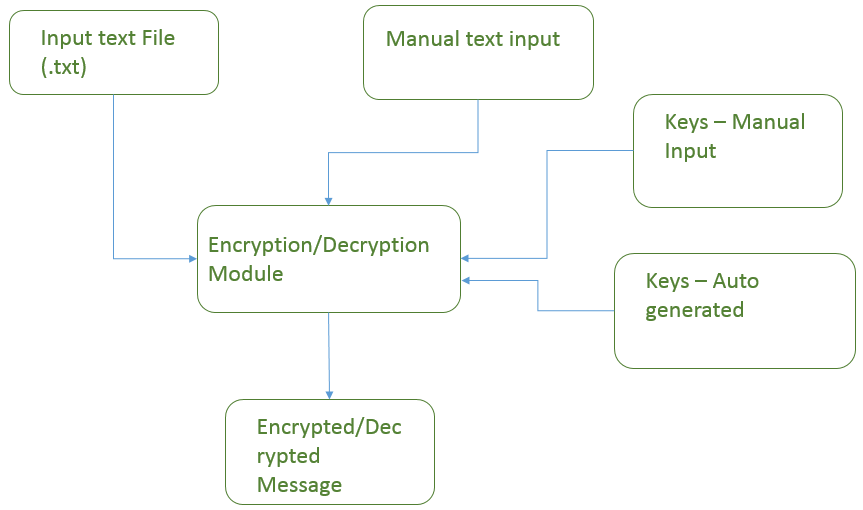 Input text File
(.txt)
Manual text input
Keys – Manual
Input
Encryption/Decryption
Module
Keys – Auto
generated
Encrypted/Dec
rypted
Message